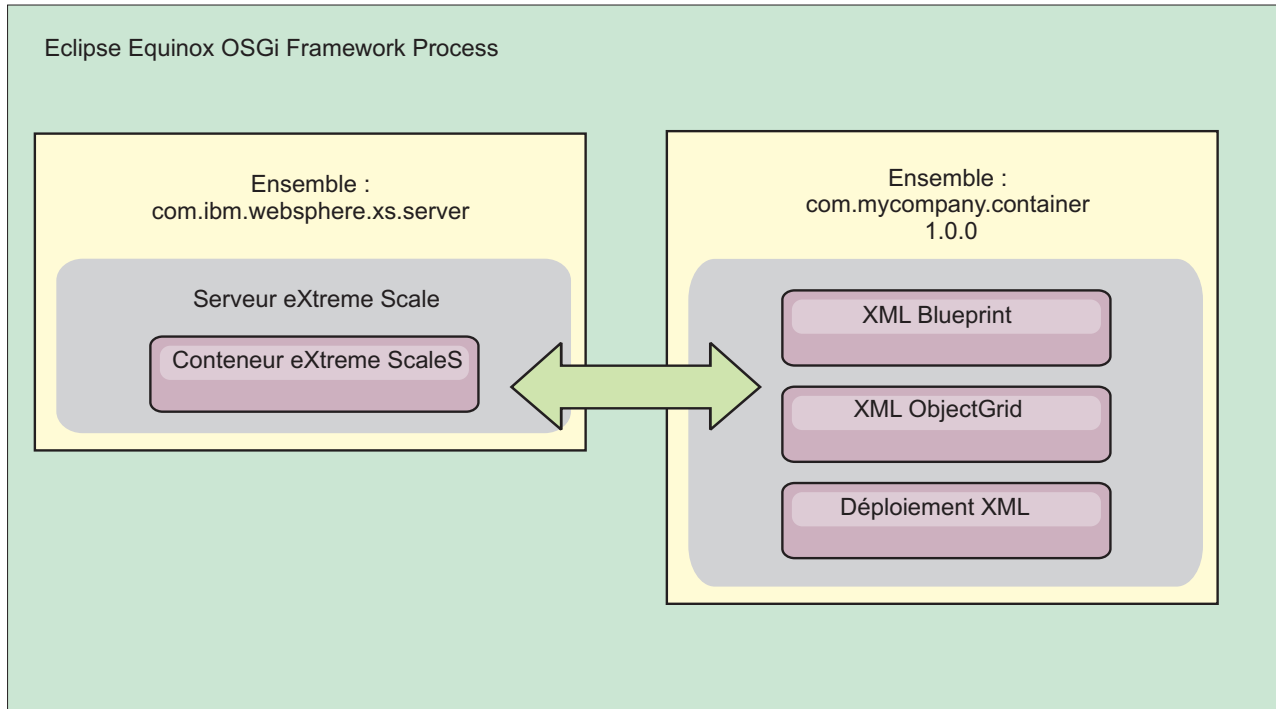 Eclipse Equinox OSGi Framework Process
Ensemble :
com.ibm.websphere.xs.server
Serveur eXtreme Scale
Conteneur eXtreme ScaleS
Ensemble :
com.mycompany.container
1.0.0
XML Blueprint
XML ObjectGrid
Déploiement XML